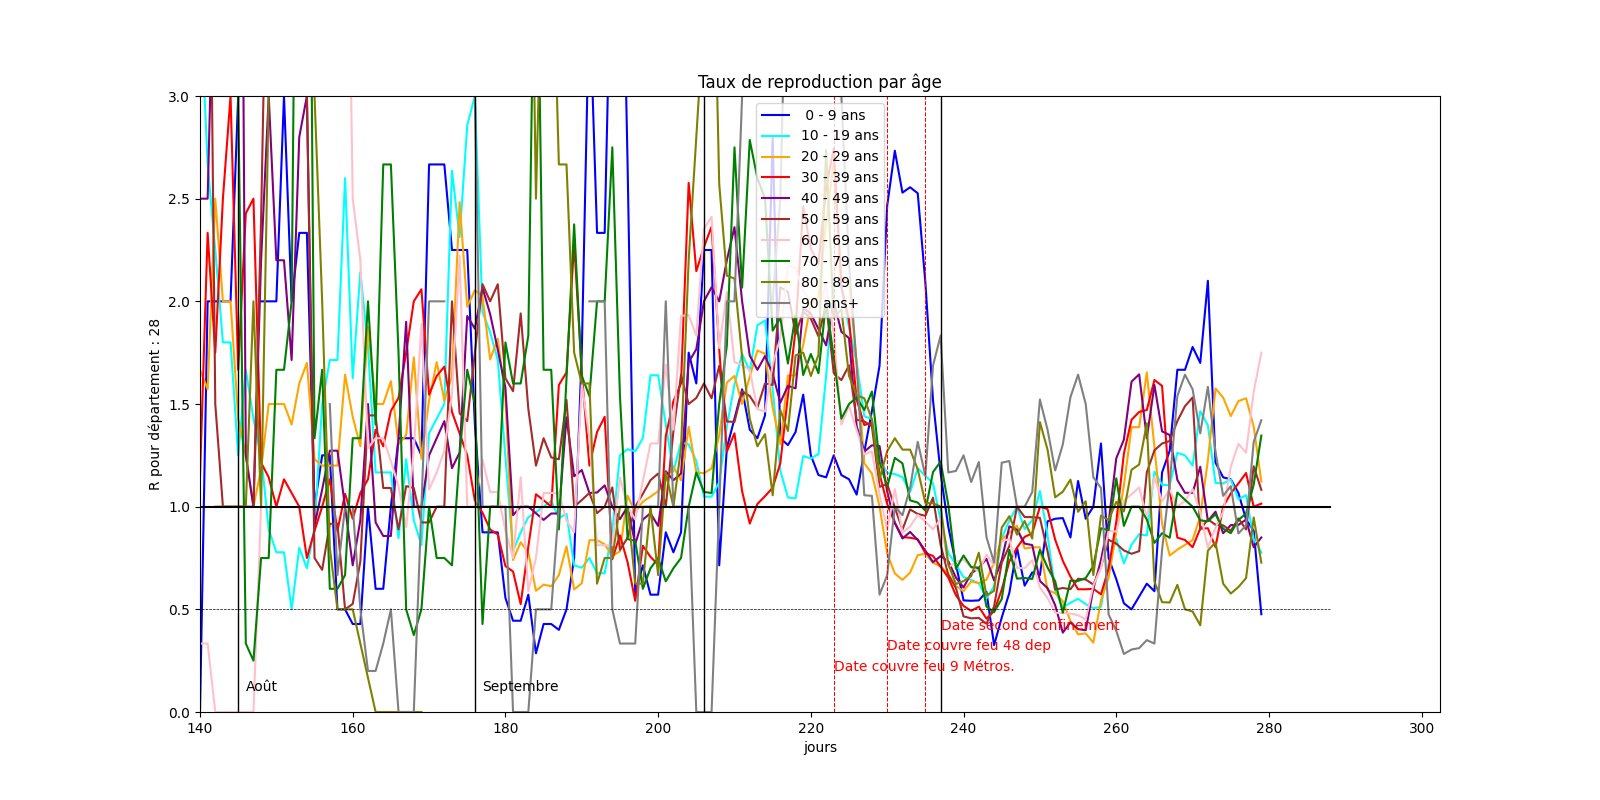 Taux de reproduction par âge
3.0
2.5
2.0
1.5
1.0
0.5
0.0
R pour département : 28
0 - 9 ans
10 - 19 ans
20 - 29 ans
30 - 39 ans
40 - 49 ans
50 - 59 ans
60 - 69 ans
70 - 79 ans
80 - 89 ans
90 ans+
Date second confinement
Date couvre feu 48 dep
Date couvre feu 9 Métros.
Août
Septembre
140 160 180 200 220 240 260 280 300
jours